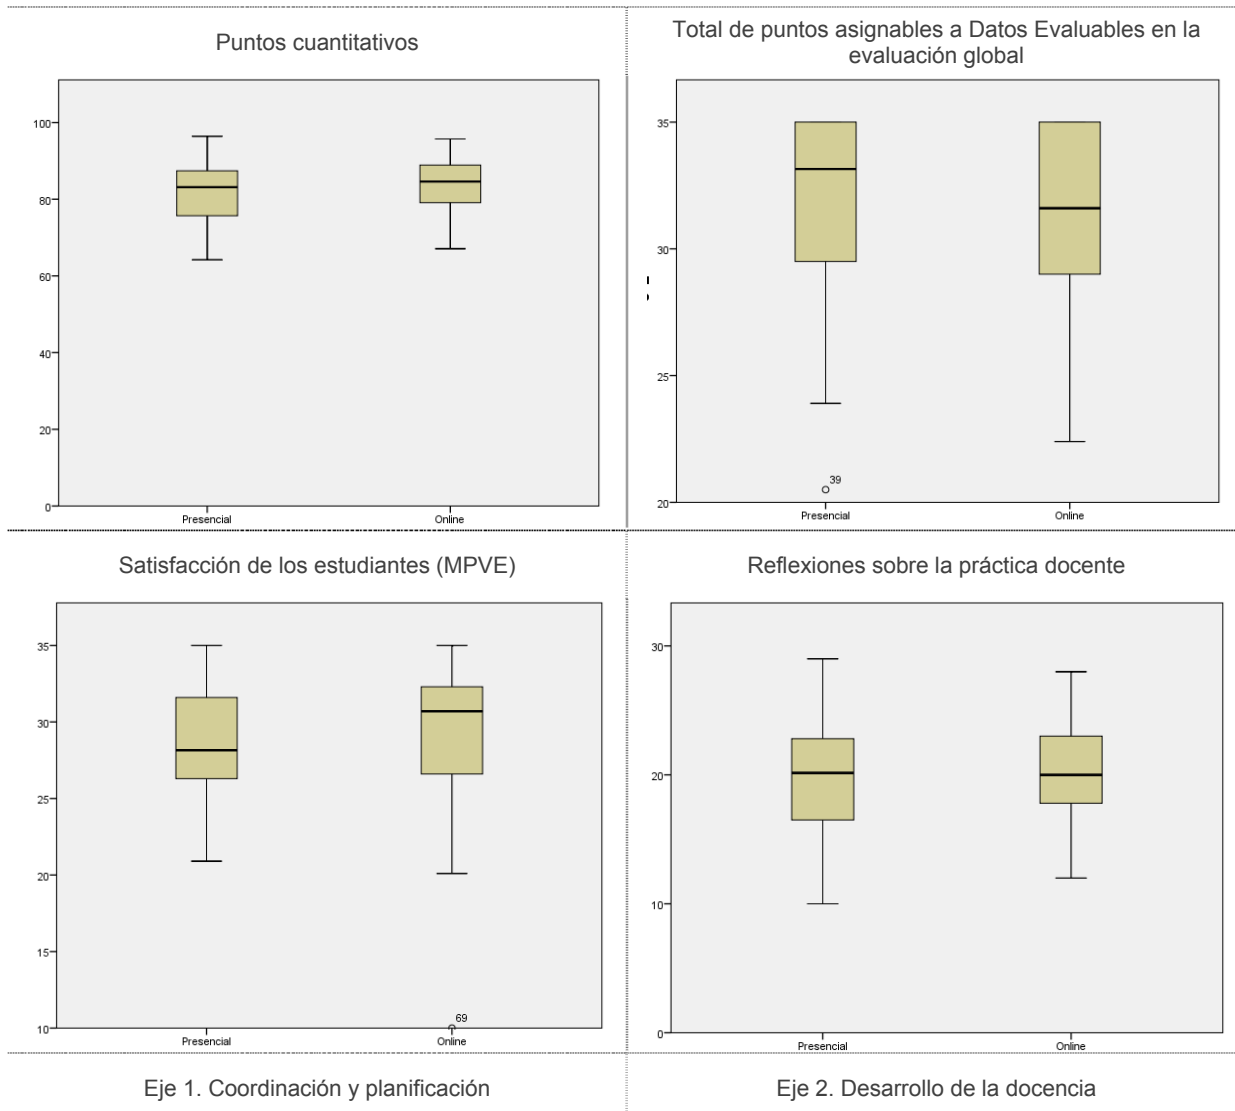 Puntos cuantitativos
100
80
60
40
20
0
Presencial Online
Total de puntos asignables a Datos Evaluables en la
evaluación global
35
30
25
20
39
Presencial Online
Satisfacción de los estudiantes (MPVE)
35
30
25
20
15
10
69
Presencial Online
Reflexiones sobre la práctica docente
30
20
10
0
Presencial Online
Eje 1. Coordinación y planificación
Eje 2. Desarrollo de la docencia